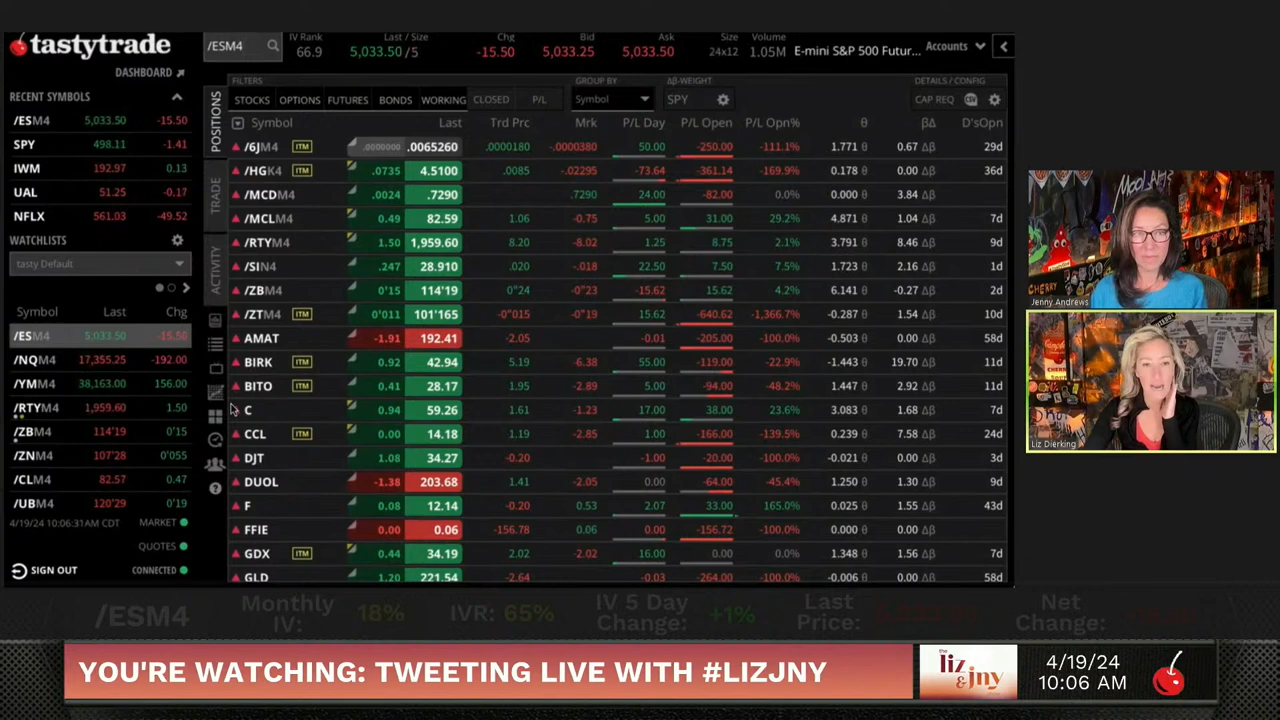 tastytrade
DASHBOARD
RECENT SYMBOLS
/ESM4 5,033.50 -15.50
SPY 498.11 -1.41
IWM 192.97 0.13
UAL 51.25 -0.17
NFLX 561.03 -49.52
WATCHLISTS
tasty Default
Symbol Last Chg
/ESM4 5,033.50 -15.50
/NQM4 17,355.25 -192.00
/YMM4 38,163.00 156.00
/RTYM4 1,959.60 1.50
/ZBM4 114'19 0'15
/ZNM4 107'28 0'055
/CLM4 82.57 0.47
/UBM4 120'29 0'19
4/19/24 10:06:31AM CDT MARKET
QUOTES
SIGN OUT CONNECTED
/ESM4 IV Rank Last / Size Chg Bid Ask Size Volume
66.9 5,033.50 /5 -15.50 5,033.25 5,033.50 24x12 1.05M E-mini S&P 500 Futur... Accounts
POSITIONS
TRADE
ACTIVITY
FILTERS GROUP BY Δβ-WEIGHT DETAILS / CONFIG
STOCKS OPTIONS FUTURES BONDS WORKING CLOSED P/L Symbol SPY CAP REQ CSV
Symbol Last Trd Prc Mrk P/L Day P/L Open P/L Opn% θ βΔ D'sOpn
/6JM4 ITM .0000000 .0065260 .0000180 -.0000380 50.00 -250.00 -111.1% 1.771 θ 0.67 Δβ 29d
/HGK4 ITM .0735 4.5100 .0085 -.02295 -73.64 -361.14 -169.9% 0.178 θ 0.00 Δβ 36d
/MCDM4 .0024 .7290 .7290 24.00 -82.00 0.0% 0.000 θ 3.84 Δβ
/MCLM4 0.49 82.59 1.06 -0.75 5.00 31.00 29.2% 4.871 θ 1.04 Δβ 7d
/RTYM4 1.50 1,959.60 8.20 -8.02 1.25 8.75 2.1% 3.791 θ 8.46 Δβ 9d
/SIN4 .247 28.910 .020 -.018 22.50 7.50 7.5% 1.723 θ 2.16 Δβ 1d
/ZBM4 0'15 114'19 0"24 -0"23 -15.62 15.62 4.2% 6.141 θ -0.27 Δβ 2d
/ZTM4 ITM 0'011 101'165 -0"015 -0"19 15.62 -640.62 -1,366.7% -0.287 θ 1.54 Δβ 10d
AMAT -1.91 192.41 -2.05 -0.01 -205.00 -100.0% -0.503 θ 0.00 Δβ 58d
BIRK ITM 0.92 42.94 5.19 -6.38 55.00 -119.00 -22.9% -1.443 θ 19.70 Δβ 11d
BITO ITM 0.41 28.17 1.95 -2.89 5.00 -94.00 -48.2% 1.447 θ 2.92 Δβ 11d
C 0.94 59.26 1.61 -1.23 17.00 38.00 23.6% 3.083 θ 1.68 Δβ 7d
CCL ITM 0.00 14.18 1.19 -2.85 1.00 -166.00 -139.5% 0.239 θ 7.58 Δβ 24d
DJT 1.08 34.27 -0.20 -1.00 -20.00 -100.0% -0.021 θ 0.00 Δβ 3d
DUOL -1.38 203.68 1.41 -2.05 0.00 -64.00 -45.4% 1.250 θ 1.30 Δβ 9d
F 0.08 12.14 -0.20 0.53 2.07 33.00 165.0% 0.025 θ 1.55 Δβ 43d
FFIE 0.00 0.06 -156.78 0.06 0.00 -156.72 -100.0% 0.000 θ 0.00 Δβ
GDX ITM 0.44 34.19 2.02 -2.02 16.00 0.00 0.0% 1.348 θ 1.56 Δβ 7d
GLD 1.20 221.54 -2.64 -0.03 -264.00 -100.0% -0.006 θ 0.00 Δβ 58d
Jenny Andrews
Liz Dierking
/ESM4 Monthly IV: 18% IVR: 65% IV 5 Day Change: +1% Last Price: Net Change:
YOU'RE WATCHING: TWEETING LIVE WITH #LIZJNY
the liz & jny show
4/19/24
10:06 AM